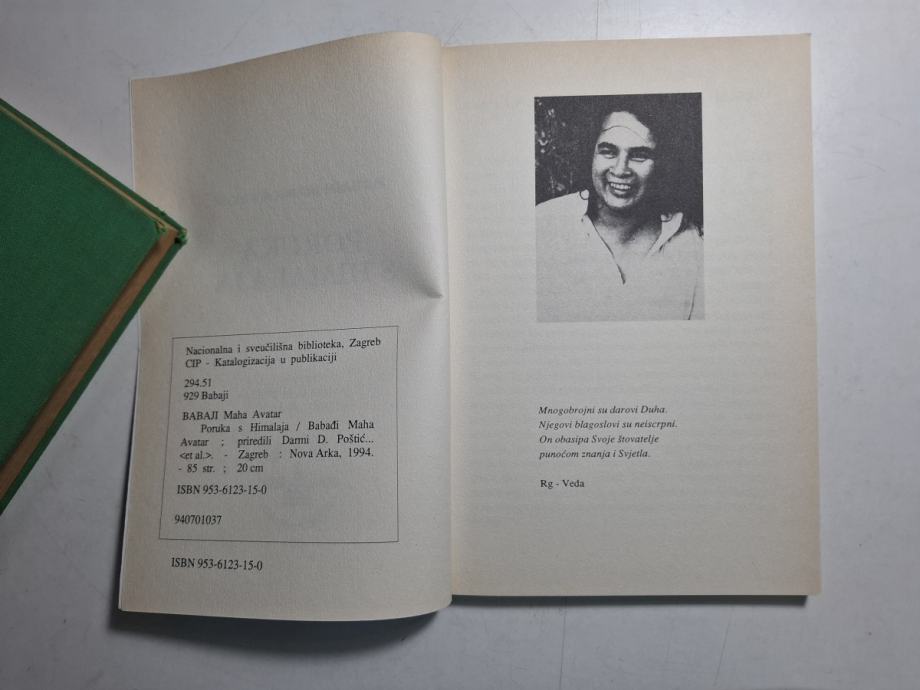 Nacionalna i sveučilišna biblioteka, Zagreb
CIP - Katalogizacija u publikaciji
294.51
929 Babaji
BABAJI Maha Avatar
Poruka s Himalaja / Babađi Maha
Avatar ; priredili Darmi D. Poštić...
<et al.>. - Zagreb : Nova Arka, 1994.
- 85 str. ; 20 cm
ISBN 953-6123-15-0
940701037
ISBN 953-6123-15-0
Mnogobrojni su darovi Duha.
Njegovi blagoslovi su neiscrpni.
On obasipa Svoje štovatelje
punoćom znanja i Svjetla.
Rg - Veda